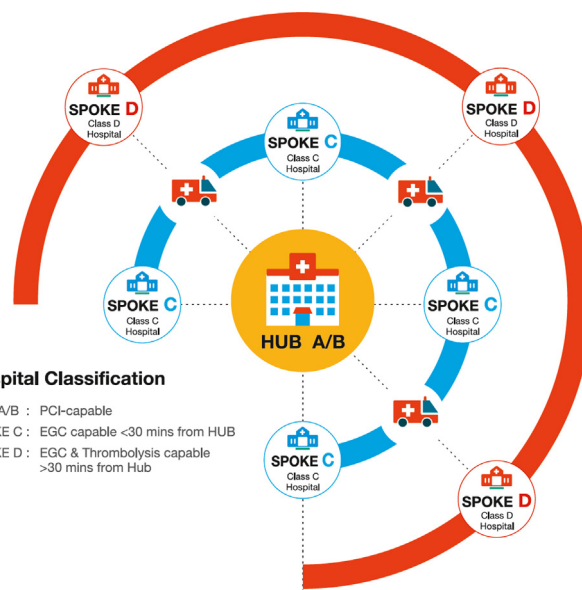 SPOKE D
Class D
Hospital
SPOKE C
Class C
Hospital
SPOKE D
Class D
Hospital
SPOKE C
Class C
Hospital
HUB A/B
SPOKE C
Class C
Hospital
pital Classification
A/B : PCI-capable
KE C : EGC capable <30 mins from HUB
KE D : EGC & Thrombolysis capable
>30 mins from Hub
SPOKE C
Class C
Hospital
SPOKE D
Class D
Hospital